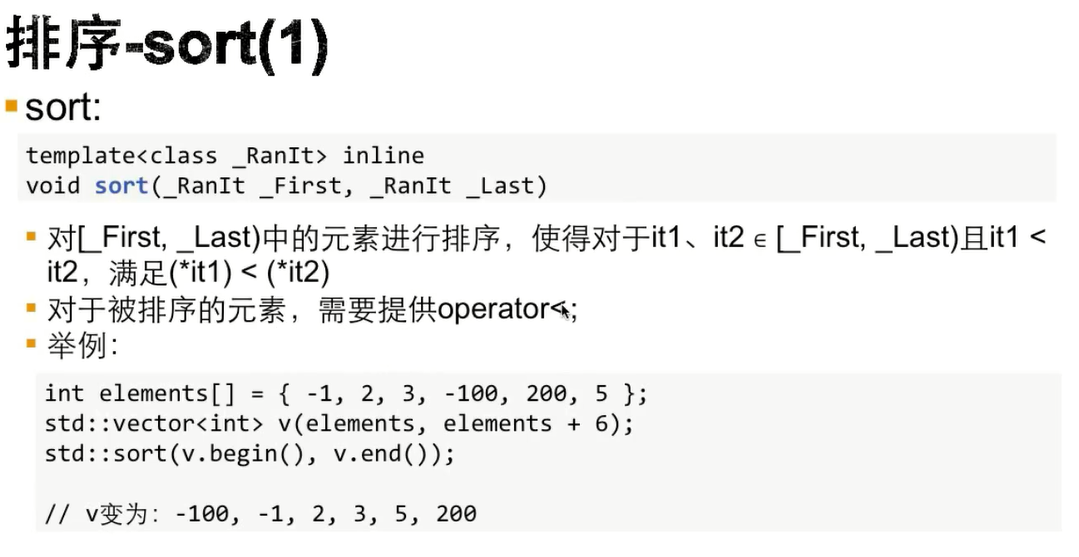 排序-sort(1)
sort:
template<class _RanIt> inline
void sort(_RanIt _First, _RanIt _Last)
对[_First, _Last)中的元素进行排序，使得对于it1、it2 ∈ [_First, _Last)且it1 <
it2，满足(*it1) < (*it2)
对于被排序的元素，需要提供operator<;
举例：
int elements[] = { -1, 2, 3, -100, 200, 5 };
std::vector<int> v(elements, elements + 6);
std::sort(v.begin(), v.end());
// v变为：-100, -1, 2, 3, 5, 200